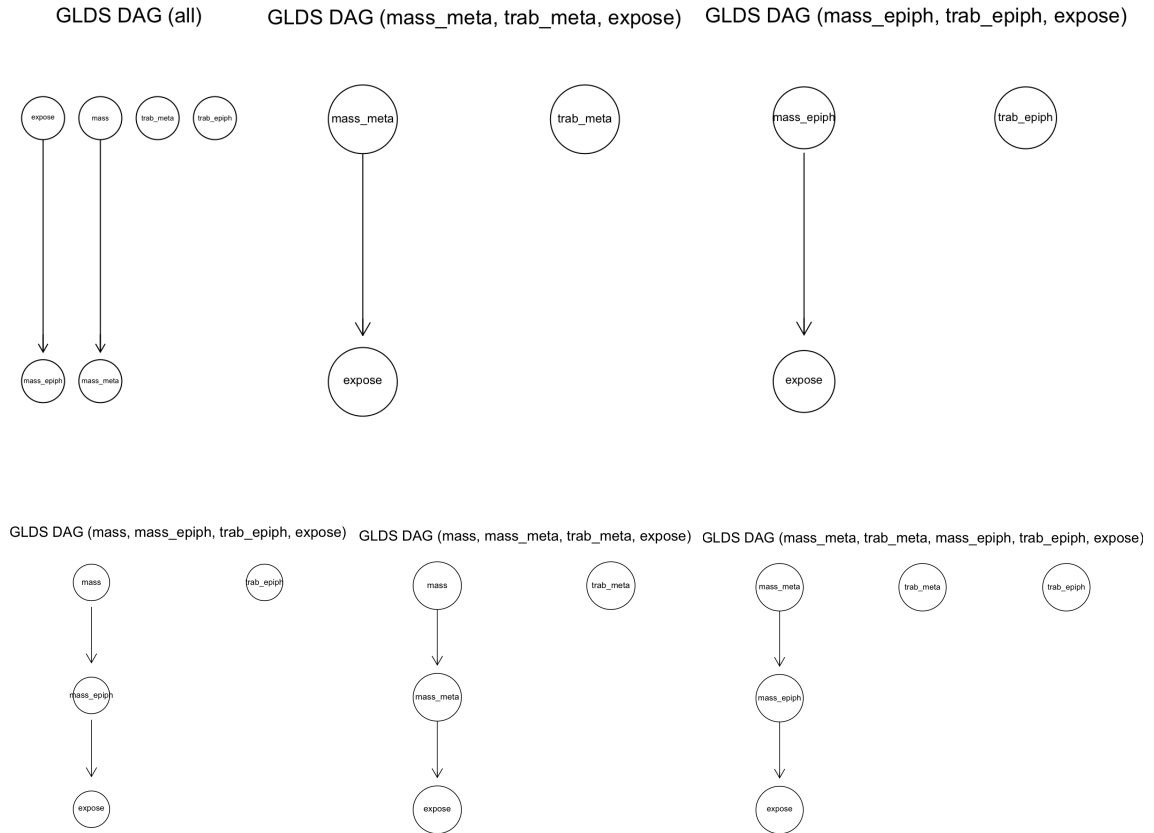 GLDS DAG (all)
GLDS DAG (mass_meta, trab_meta, expose)
GLDS DAG (mass_epiph, trab_epiph, expose)
expose
mass
trab_meta
trab_epiph
mass_epiph
mass_meta
mass_meta
trab_meta
expose
mass_epiph
trab_epiph
expose
GLDS DAG (mass, mass_epiph, trab_epiph, expose)
GLDS DAG (mass, mass_meta, trab_meta, expose)
GLDS DAG (mass_meta, trab_meta, mass_epiph, trab_epiph, expose)
mass
trab_epiph
mass_epiph
expose
mass
trab_meta
mass_meta
expose
mass_meta
trab_meta
trab_epiph
mass_epiph
expose